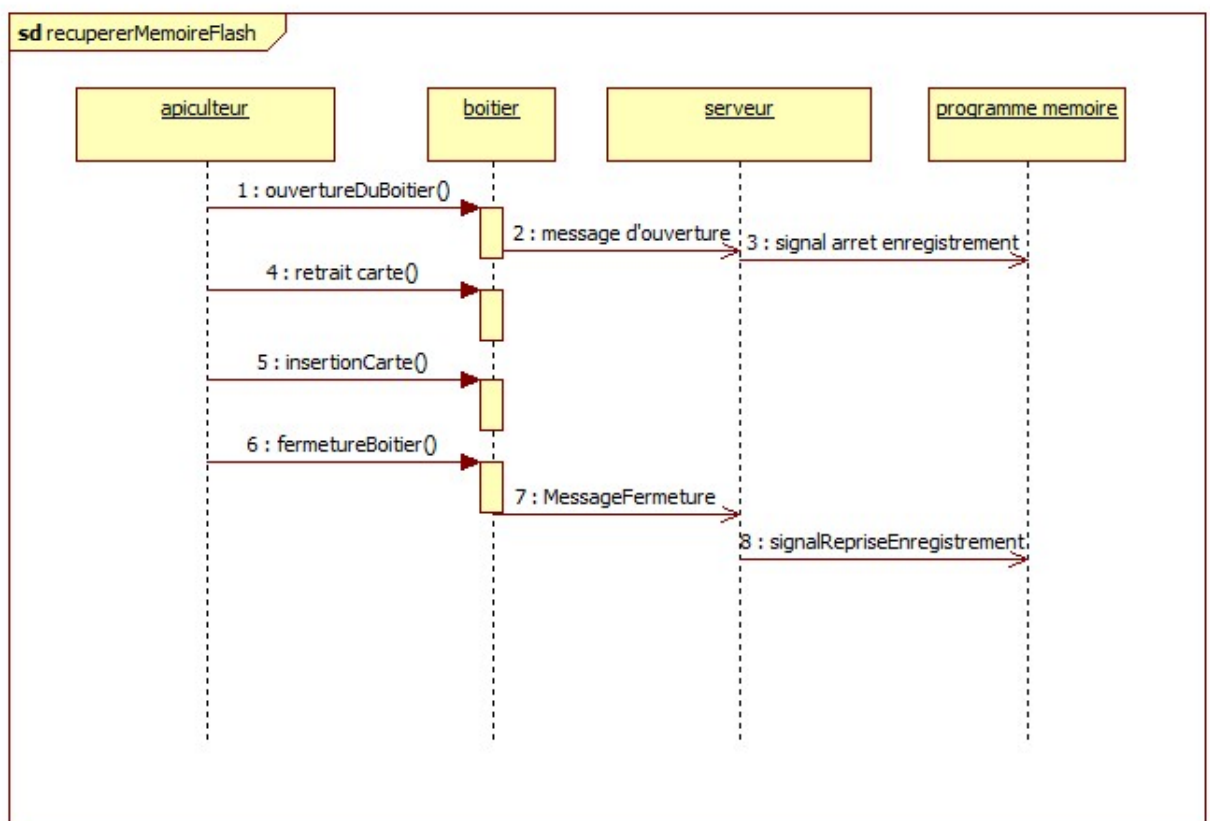 sd recupererMemoireFlash
apiculteur
boitier
serveur
programme memoire
1 : ouvertureDuBoitier()
2 : message d'ouverture
3 : signal arret enregistrement
4 : retrait carte()
5 : insertionCarte()
6 : fermetureBoitier()
7 : MessageFermeture
8 : signalRepriseEnregistrement